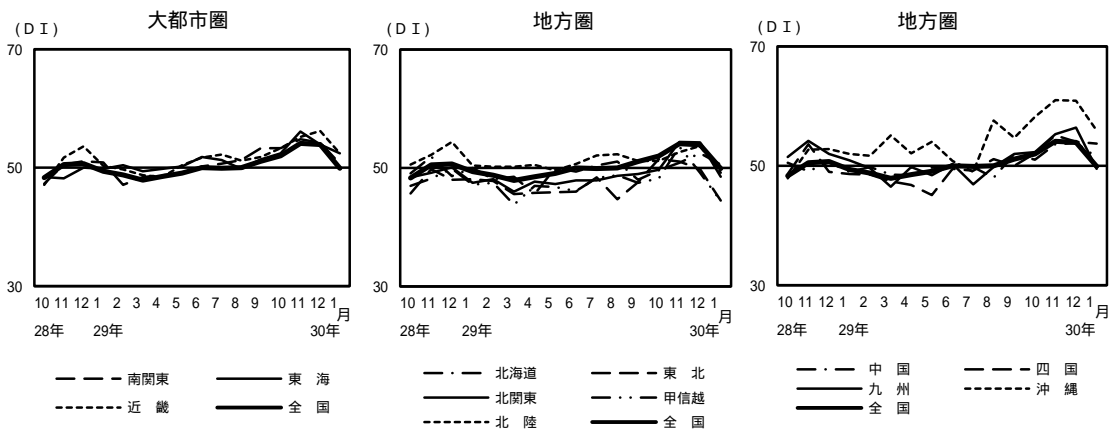 大都市圏
(ＤＩ)
70
50
30
10 11 12 1 2 3 4 5 6 7 8 9 10 11 12 1
月
28年 29年 30年
南関東 東 海
近 畿 全 国
地方圏
(ＤＩ)
70
50
30
10 11 12 1 2 3 4 5 6 7 8 9 10 11 12 1
月
28年 29年 30年
北海道 東 北
北関東 甲信越
北 陸 全 国
地方圏
(ＤＩ)
70
50
30
10 11 12 1 2 3 4 5 6 7 8 9 10 11 12 1
月
28年 29年 30年
中 国 四 国
九 州 沖 縄
全 国